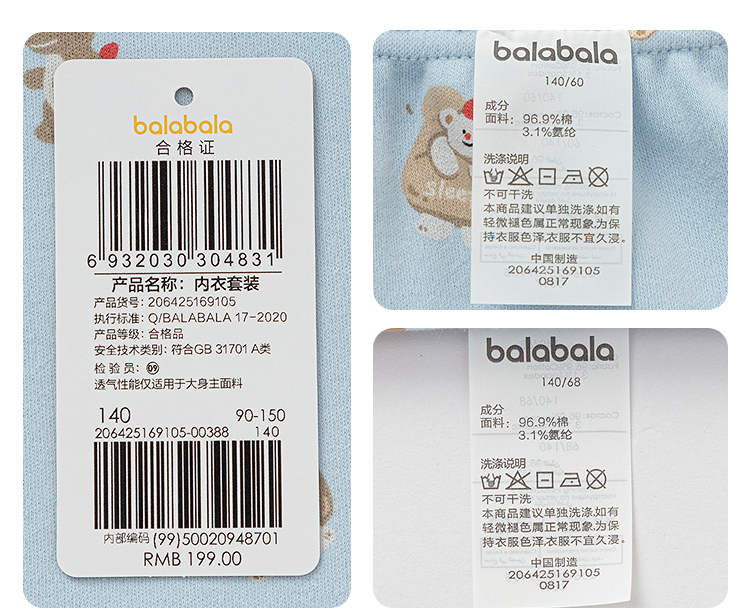 balabala
合格证
6 932030 304831
产品名称：内衣套装
产品货号：206425169105
执行标准：Q/BALABALA 17-2020
产品等级：合格品
安全技术类别：符合GB 31701 A类
检验员：09
透气性能仅适用于大身主面料
140 90-150
206425169105-00388 140
内部编码 (99)50020948701
RMB 199.00
balabala
140/60
成分
面料：96.9%棉
3.1%氨纶
洗涤说明
不可干洗
本商品建议单独洗涤.如有
轻微褪色属正常现象.为保
持衣服色泽.衣服不宜久浸。
中国制造
206425169105
0817
Slee
balabala
140/68
成分
面料：96.9%棉
3.1%氨纶
洗涤说明
不可干洗
本商品建议单独洗涤.如有
轻微褪色属正常现象.为保
持衣服色泽.衣服不宜久浸。
中国制造
206425169105
0817